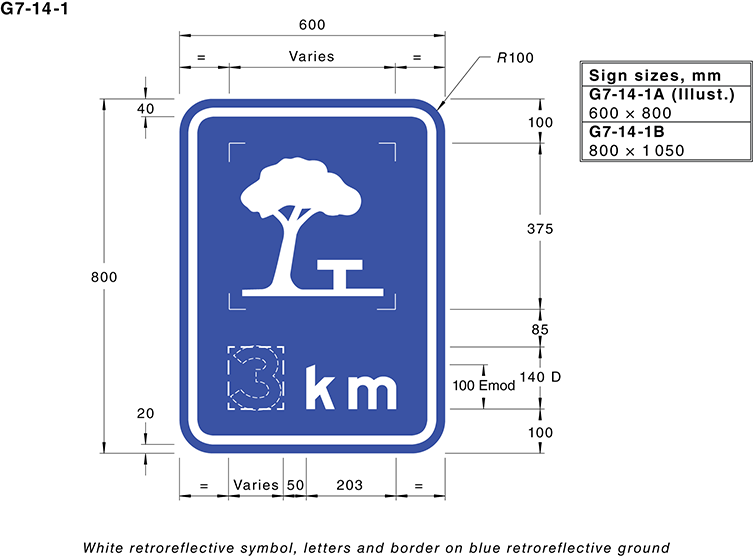 G7-14-1
600
= Varies =
R100
Sign sizes, mm
G7-14-1A (Illust.)
600 × 800
G7-14-1B
800 × 1 050
40
100
375
800
85
3 km
100 Emod
140 D
20
100
= Varies 50 203 =
White retroreflective symbol, letters and border on blue retroreflective ground